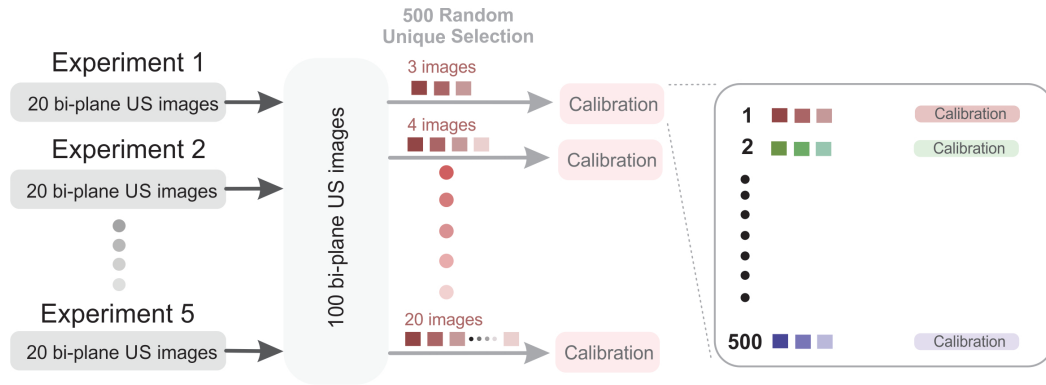 500 Random
Unique Selection
Experiment 1
20 bi-plane US images
Experiment 2
20 bi-plane US images
Experiment 5
20 bi-plane US images
100 bi-plane US images
3 images
Calibration
4 images
Calibration
20 images
Calibration
1 Calibration
2 Calibration
500 Calibration